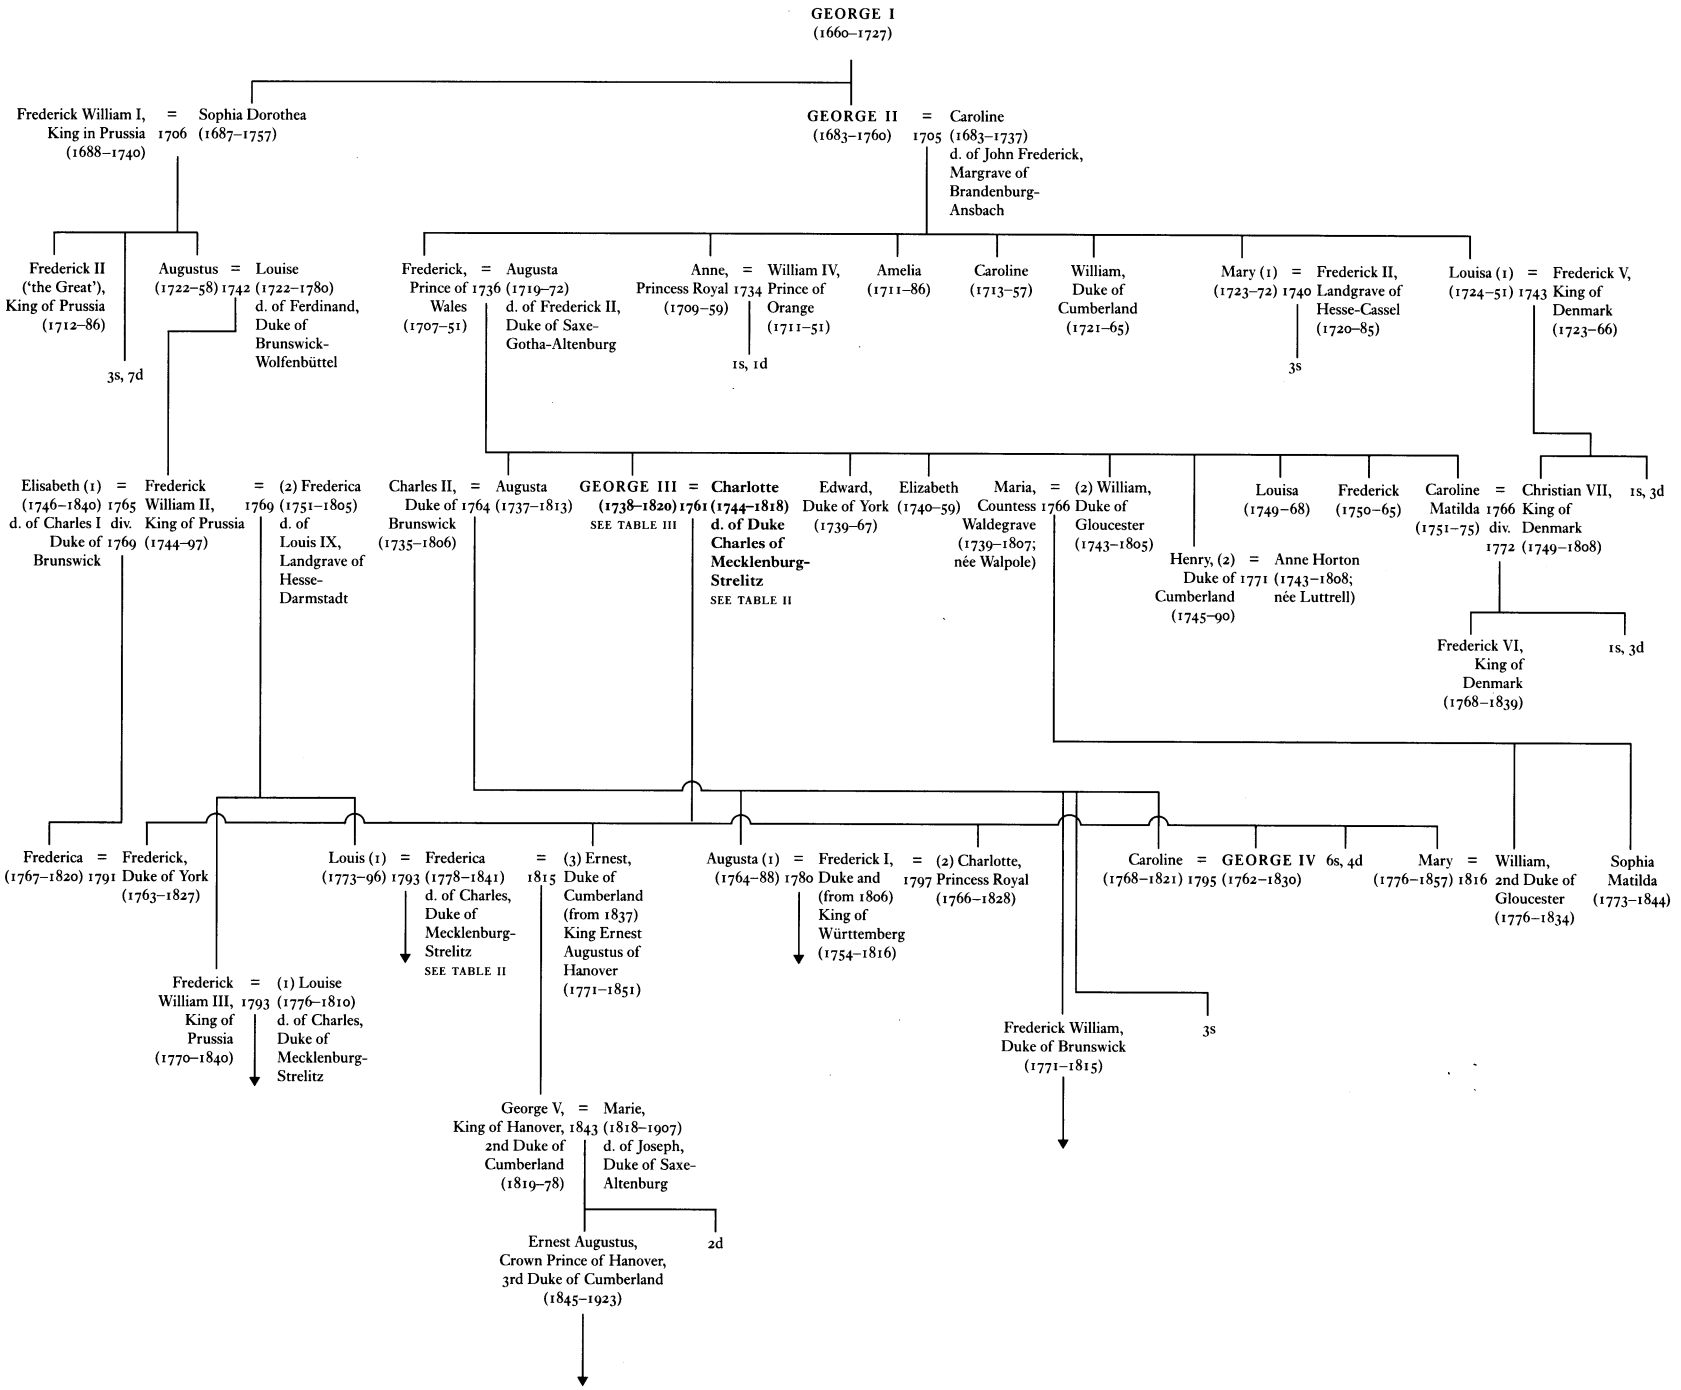 GEORGE I
(1660–1727)
Frederick William I,
King in Prussia
(1688–1740)
=
1706
Sophia Dorothea
(1687–1757)
GEORGE II
(1683–1760)
=
1705
Caroline
(1683–1737)
d. of John Frederick,
Margrave of
Brandenburg-
Ansbach
Frederick II
('the Great'),
King of Prussia
(1712–86)
3s, 7d
Augustus
(1722–58)
=
1742
Louise
(1722–1780)
d. of Ferdinand,
Duke of
Brunswick-
Wolfenbüttel
Frederick,
Prince of
Wales
(1707–51)
=
1736
Augusta
(1719–72)
d. of Frederick II,
Duke of Saxe-
Gotha-Altenburg
Anne,
Princess Royal
(1709–59)
=
1734
William IV,
Prince of
Orange
(1711–51)
1s, 1d
Amelia
(1711–86)
Caroline
(1713–57)
William,
Duke of
Cumberland
(1721–65)
Mary (1)
(1723–72)
=
1740
Frederick II,
Landgrave of
Hesse-Cassel
(1720–85)
3s
Louisa (1)
(1724–51)
=
1743
Frederick V,
King of
Denmark
(1723–66)
Elisabeth (1)
(1746–1840)
d. of Charles I
Duke of
Brunswick
=
1765
div.
1769
Frederick
William II,
King of Prussia
(1744–97)
=
1769
(2) Frederica
(1751–1805)
d. of
Louis IX,
Landgrave of
Hesse-
Darmstadt
Charles II,
Duke of
Brunswick
(1735–1806)
=
1764
Augusta
(1737–1813)
GEORGE III
(1738–1820)
SEE TABLE III
=
1761
Charlotte
(1744–1818)
d. of Duke
Charles of
Mecklenburg-
Strelitz
SEE TABLE II
Edward,
Duke of York
(1739–67)
Elizabeth
(1740–59)
Maria,
Countess
Waldegrave
(1739–1807;
née Walpole)
=
1766
(2) William,
Duke of
Gloucester
(1743–1805)
Henry, (2)
Duke of
Cumberland
(1745–90)
=
1771
Anne Horton
(1743–1808;
née Luttrell)
Louisa
(1749–68)
Frederick
(1750–65)
Caroline
Matilda
(1751–75)
=
1766
div.
1772
Christian VII,
King of
Denmark
(1749–1808)
1s, 3d
Frederick VI,
King of
Denmark
(1768–1839)
1s, 3d
Frederica
(1767–1820)
=
1791
Frederick,
Duke of York
(1763–1827)
Louis (1)
(1773–96)
=
1793
Frederica
(1778–1841)
d. of Charles,
Duke of
Mecklenburg-
Strelitz
SEE TABLE II
=
1815
(3) Ernest,
Duke of
Cumberland
(from 1837)
King Ernest
Augustus of
Hanover
(1771–1851)
Augusta (1)
(1764–88)
=
1780
Frederick I,
Duke and
(from 1806)
King of
Württemberg
(1754–1816)
=
1797
(2) Charlotte,
Princess Royal
(1766–1828)
Caroline
(1768–1821)
=
1795
GEORGE IV
(1762–1830)
6s, 4d
Mary
(1776–1857)
=
1816
William,
2nd Duke of
Gloucester
(1776–1834)
Sophia
Matilda
(1773–1844)
Frederick
William III,
King of
Prussia
(1770–1840)
=
1793
(1) Louise
(1776–1810)
d. of Charles,
Duke of
Mecklenburg-
Strelitz
Frederick William,
Duke of Brunswick
(1771–1815)
3s
George V,
King of Hanover,
2nd Duke of
Cumberland
(1819–78)
=
1843
Marie,
(1818–1907)
d. of Joseph,
Duke of Saxe-
Altenburg
Ernest Augustus,
Crown Prince of Hanover,
3rd Duke of Cumberland
(1845–1923)
2d